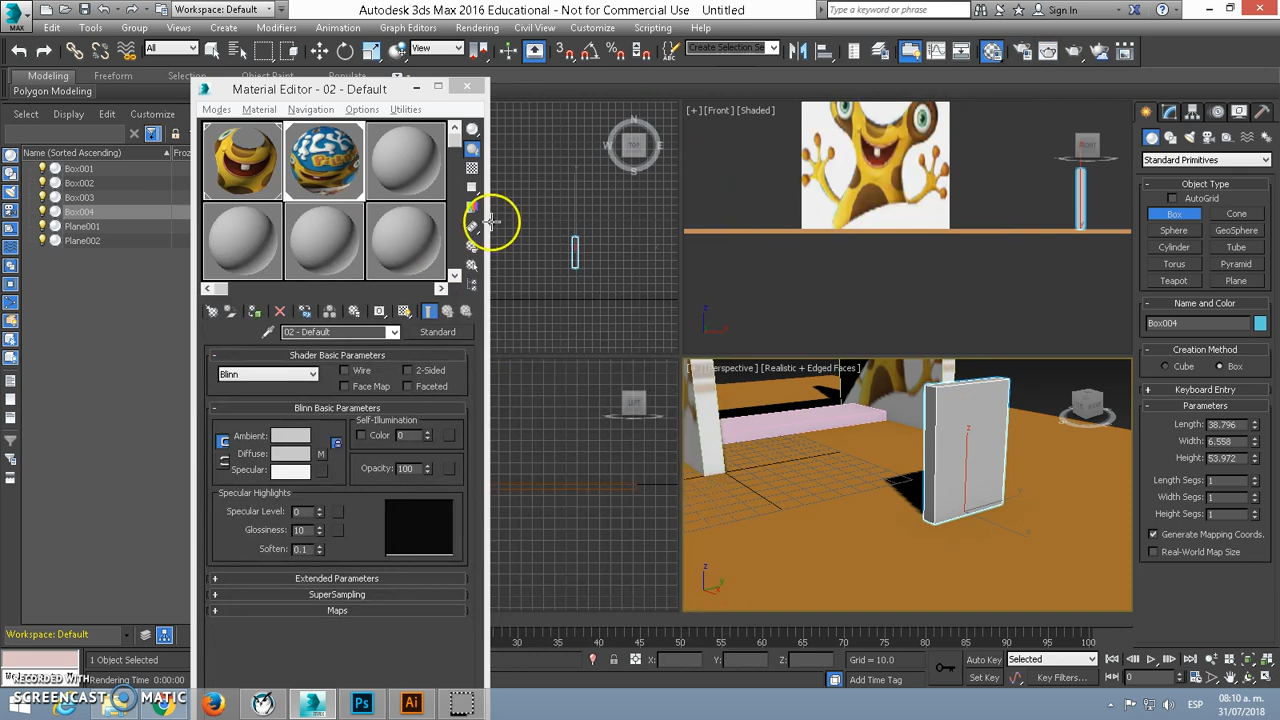 Workspace: Default
Autodesk 3ds Max 2016 Educational - Not for Commercial Use Untitled
Type a keyword or phrase
Sign In
MAX
Edit Tools Group Views Create Modifiers Animation Graph Editors Rendering Civil View Customize Scripting Help
All
View
Create Selection Se
Modeling Freeform Selection Object Paint Populate
Polygon Modeling
Select Display Customize
Name (Sorted Ascending)
Box001
Box002
Box003
Box004
Plane001
Plane002
Material Editor - 02 - Default
Modes Material Navigation Options Utilities
02 - Default
Standard
Shader Basic Parameters
Blinn
Wire
2-Sided
Face Map
Faceted
Blinn Basic Parameters
Self-Illumination
Ambient:
Color 0
Diffuse:
M
Specular:
Opacity: 100
Specular Highlights
Specular Level: 0
Glossiness: 10
Soften: 0.1
Extended Parameters
SuperSampling
Maps
TOP
N
W
E
S
[+] [Front] [Shaded]
FRONT
LEFT
[Perspective] [Realistic + Edged Faces]
Standard Primitives
Object Type
AutoGrid
Box Cone
Sphere GeoSphere
Cylinder Tube
Torus Pyramid
Teapot Plane
Name and Color
Box004
Creation Method
Cube
Box
Keyboard Entry
Parameters
Length: 38.796
Width: 6.558
Height: 53.972
Length Segs: 1
Width Segs: 1
Height Segs: 1
Generate Mapping Coords.
Real-World Map Size
30 40 50 60 70 80 90 100
Workspace: Default
1 Object Selected
Rendering Time 0:00:00
X:
Y:
Z:
Grid = 10.0
Add Time Tag
Auto Key
Selected
Set Key
Key Filters...
0
RECORDED WITH
SCREENCAST MATIC
Ps
Ai
ESP
08:10 a. m.
31/07/2018